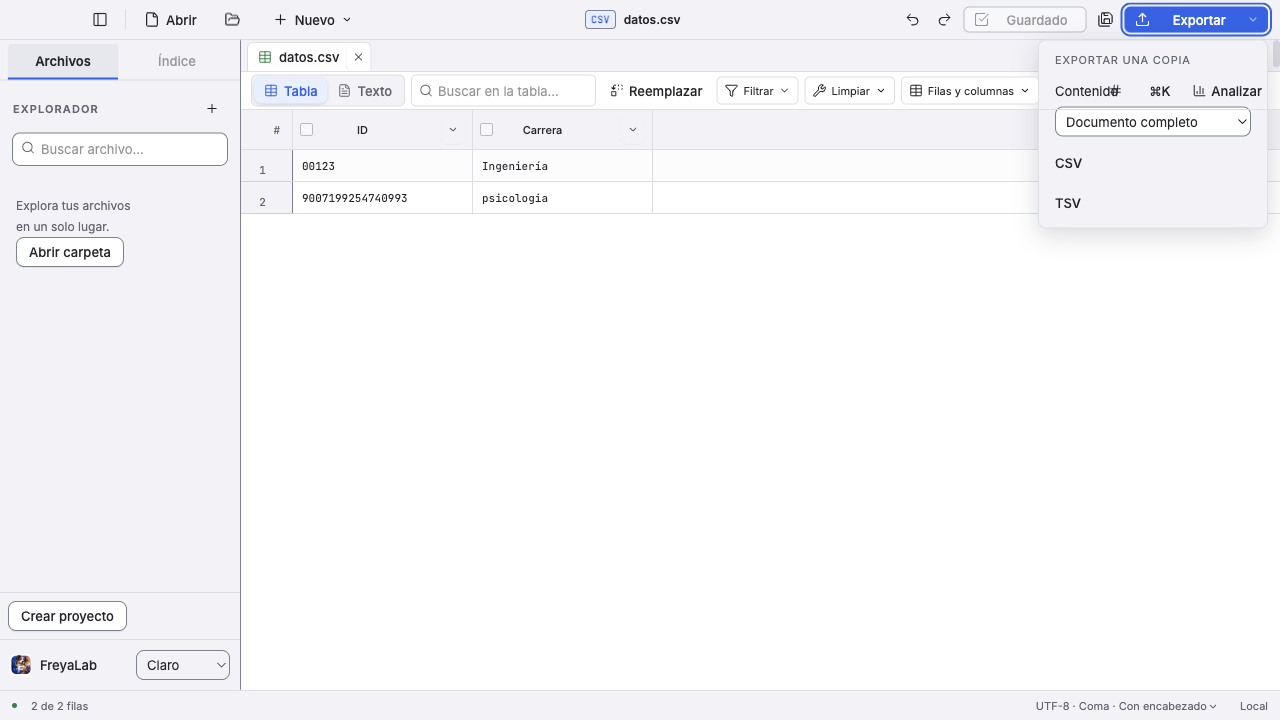 Abrir
Nuevo
CSV datos.csv
Guardado
Exportar
Archivos
Índice
datos.csv
EXPORTAR UNA COPIA
EXPLORADOR
Tabla
Texto
Buscar en la tabla...
Reemplazar
Filtrar
Limpiar
Filas y columnas
Contenido
#
⌘K
Analizar
Documento completo
CSV
TSV
Buscar archivo...
# ID Carrera
1 00123 Ingeniería
2 9007199254740993 psicologia
Explora tus archivos
en un solo lugar.
Abrir carpeta
Crear proyecto
FreyaLab
Claro
2 de 2 filas
UTF-8 · Coma · Con encabezado
Local